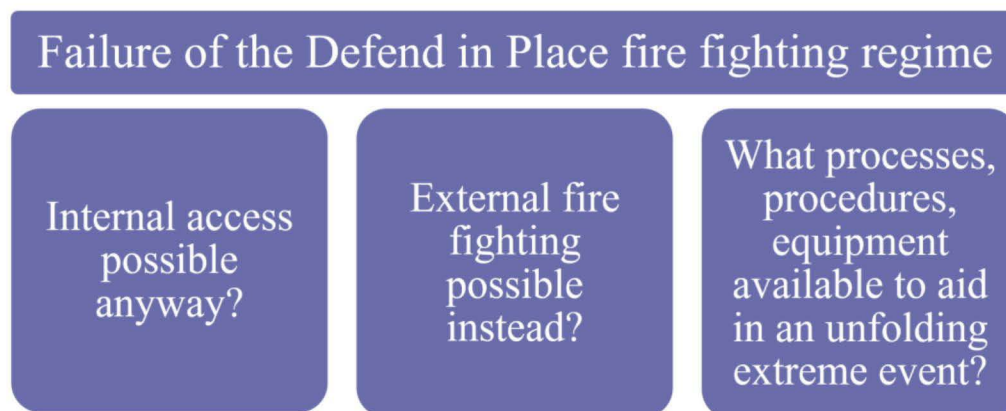 Failure of the Defend in Place fire fighting regime
Internal access
possible
anyway?
External fire
fighting
possible
instead?
What processes,
procedures,
equipment
available to aid
in an unfolding
extreme event?